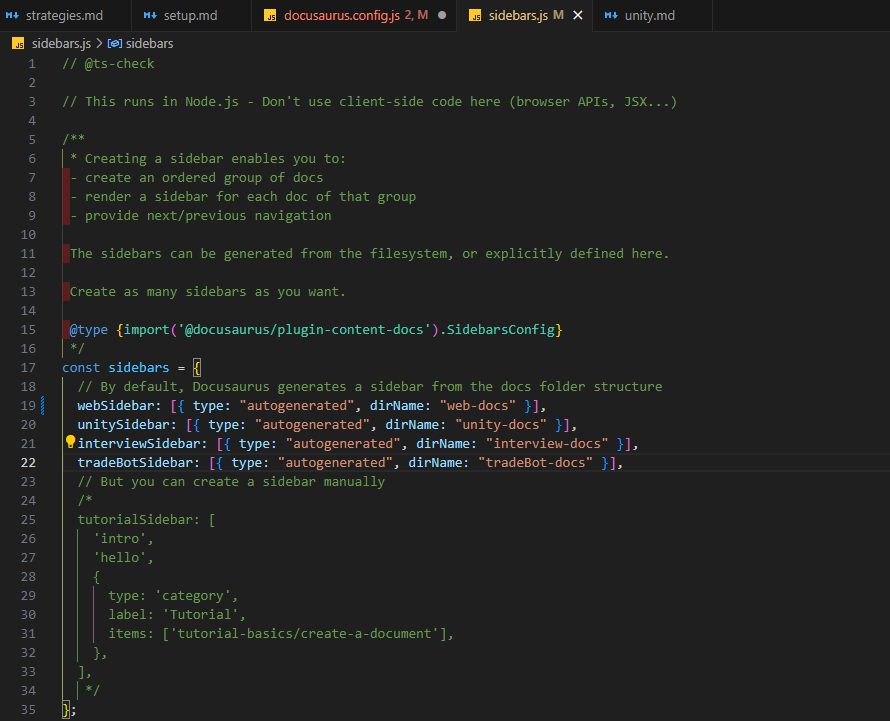 strategies.md setup.md docusaurus.config.js 2, M sidebars.js M unity.md
sidebars.js > sidebars
1 // @ts-check
2
3 // This runs in Node.js - Don't use client-side code here (browser APIs, JSX...)
4
5 /**
6  * Creating a sidebar enables you to:
7  - create an ordered group of docs
8  - render a sidebar for each doc of that group
9  - provide next/previous navigation
10
11  The sidebars can be generated from the filesystem, or explicitly defined here.
12
13  Create as many sidebars as you want.
14
15  @type {import('@docusaurus/plugin-content-docs').SidebarsConfig}
16  */
17 const sidebars = {
18   // By default, Docusaurus generates a sidebar from the docs folder structure
19   webSidebar: [{ type: "autogenerated", dirName: "web-docs" }],
20   unitySidebar: [{ type: "autogenerated", dirName: "unity-docs" }],
21   interviewSidebar: [{ type: "autogenerated", dirName: "interview-docs" }],
22   tradeBotSidebar: [{ type: "autogenerated", dirName: "tradeBot-docs" }],
23   // But you can create a sidebar manually
24   /*
25   tutorialSidebar: [
26     'intro',
27     'hello',
28     {
29       type: 'category',
30       label: 'Tutorial',
31       items: ['tutorial-basics/create-a-document'],
32     },
33   ],
34    */
35 };